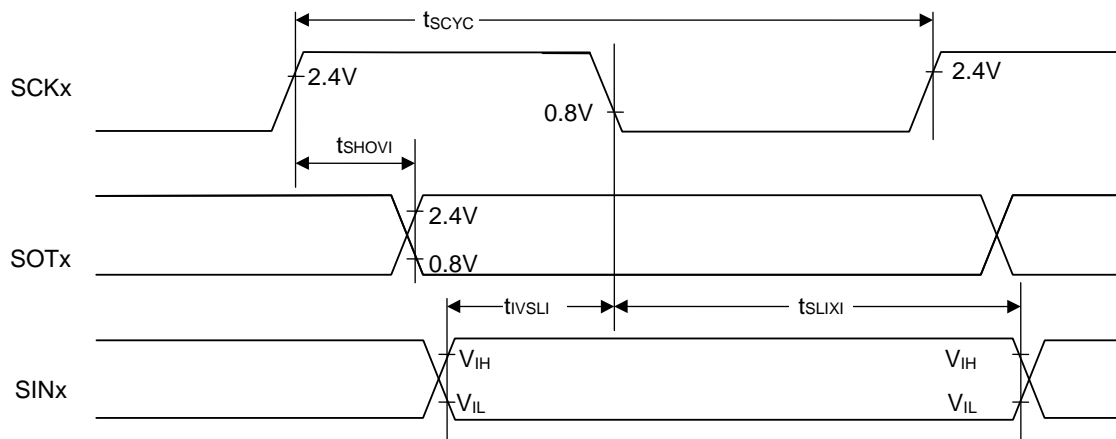 tSCYC
SCKx
2.4V
0.8V
2.4V
tSHOVI
SOTx
2.4V
0.8V
tIVSLI
tSLIXI
SINx
VIH
VIH
VIL
VIL